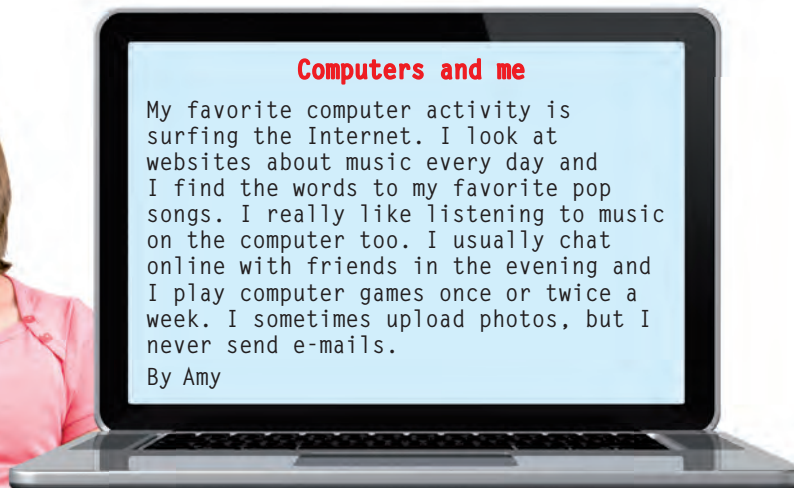 Computers and me
My favorite computer activity is
surfing the Internet. I look at
websites about music every day and
I find the words to my favorite pop
songs. I really like listening to music
on the computer too. I usually chat
online with friends in the evening and
I play computer games once or twice a
week. I sometimes upload photos, but I
never send e-mails.
By Amy